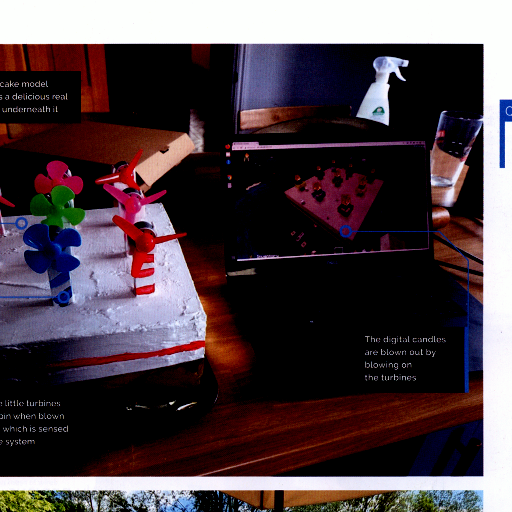 cake model
s a delicious real
underneath it
The digital candles
are blown out by
blowing on
the turbines
little turbines
when blown
which is sensed
system